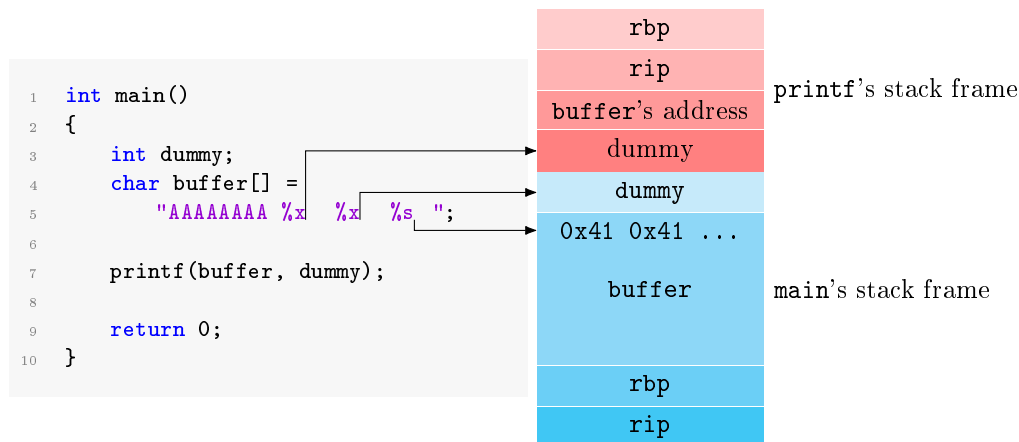 1 int main()
2 {
3 int dummy;
4 char buffer[] =
5 "AAAAAAAA %x %x %s ";
6
7 printf(buffer, dummy);
8
9 return 0;
10 }
rbp
rip
buffer's address
dummy
printf's stack frame
dummy
0x41 0x41 ...
buffer
main's stack frame
rbp
rip